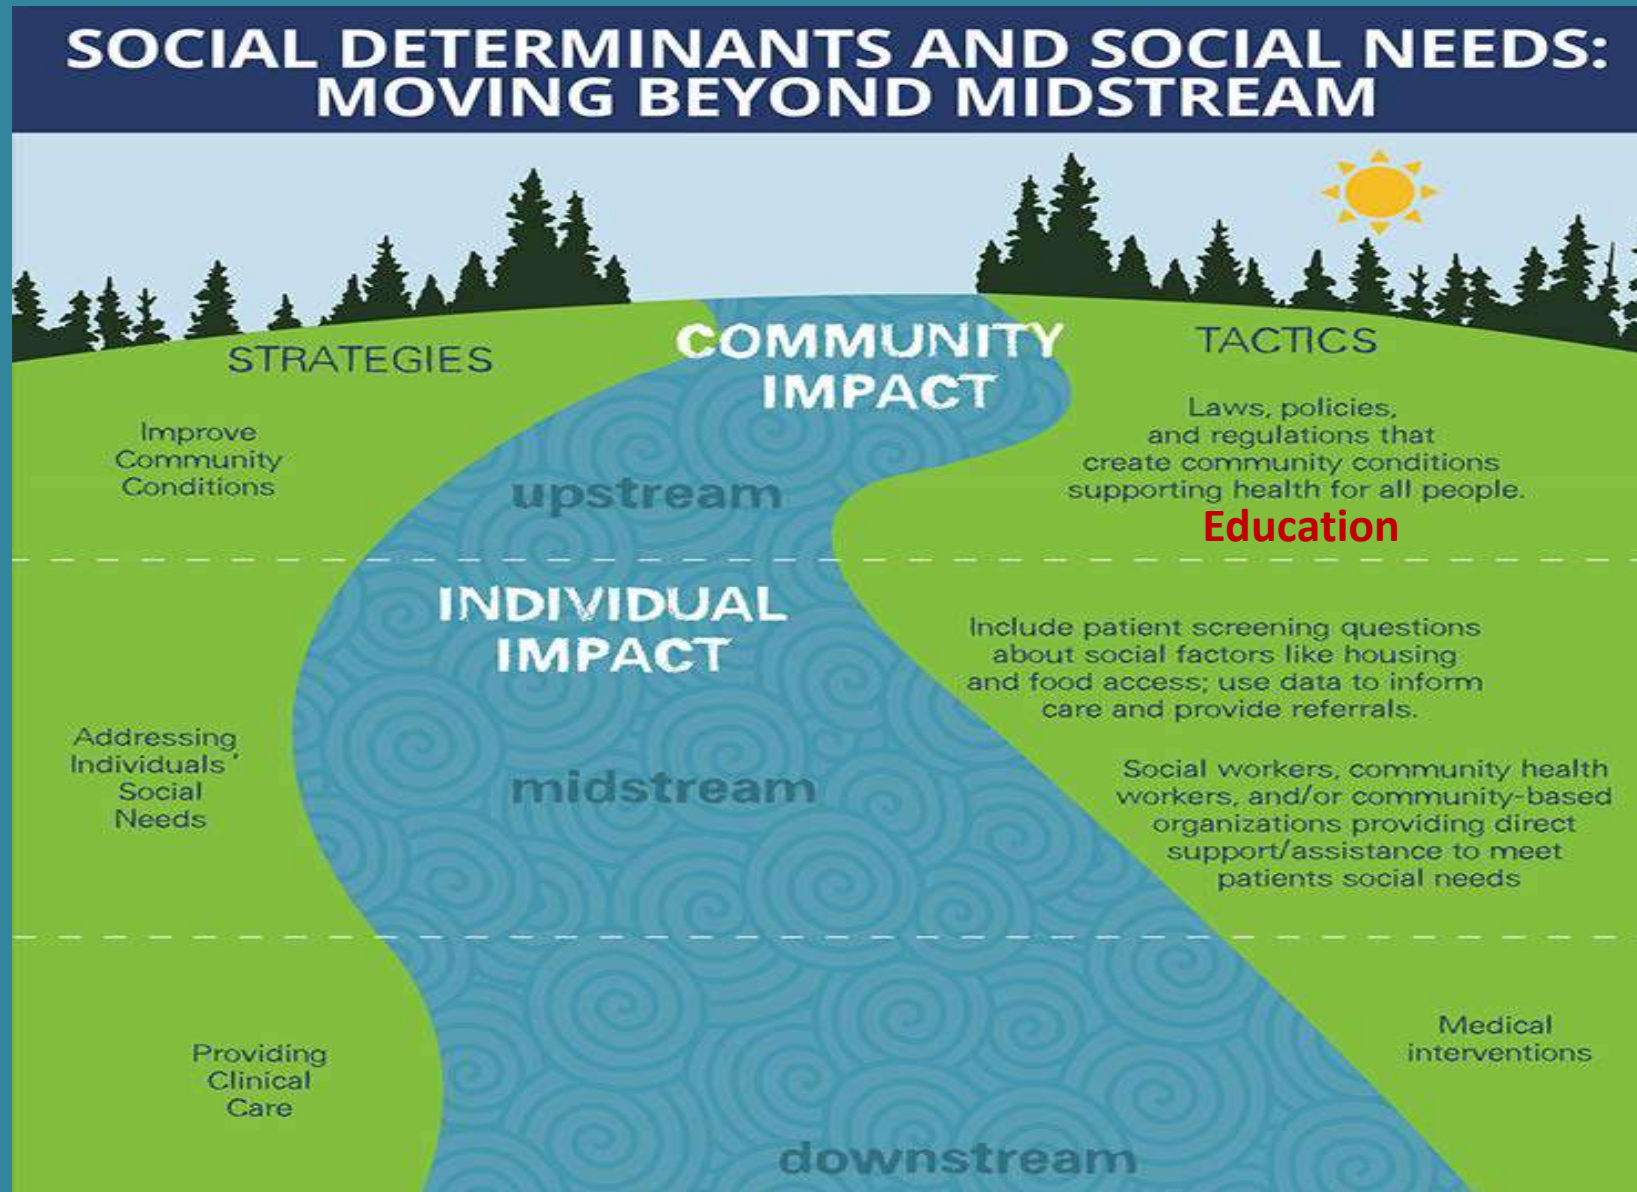 SOCIAL DETERMINANTS AND SOCIAL NEEDS:
MOVING BEYOND MIDSTREAM
STRATEGIES
COMMUNITY
IMPACT
TACTICS
Improve
Community
Conditions
upstream
Laws, policies,
and regulations that
create community conditions
supporting health for all people.
Education
INDIVIDUAL
IMPACT
Addressing
Individuals'
Social
Needs
midstream
Include patient screening questions
about social factors like housing
and food access; use data to inform
care and provide referrals.
Social workers, community health
workers, and/or community-based
organizations providing direct
support/assistance to meet
patients social needs
Providing
Clinical
Care
downstream
Medical
interventions